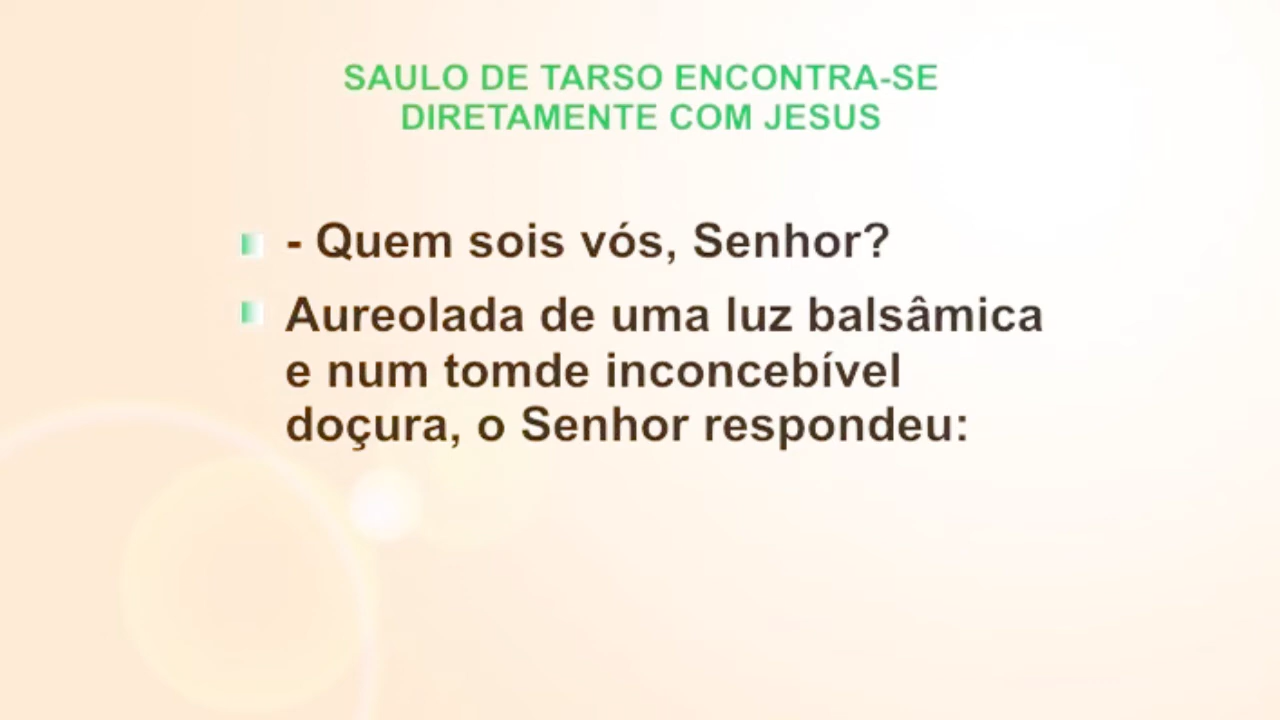 SAULO DE TARSO ENCONTRA-SE
DIRETAMENTE COM JESUS
- Quem sois vós, Senhor?
Aureolada de uma luz balsâmica
e num tomde inconcebível
doçura, o Senhor respondeu: